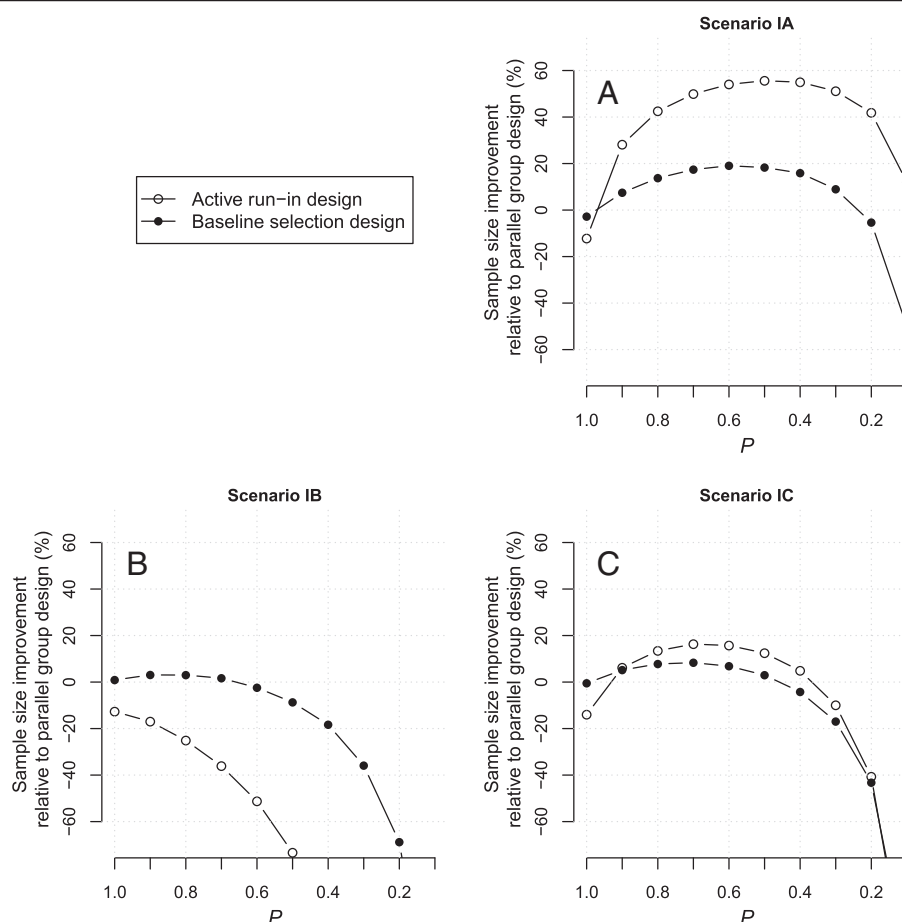 Scenario IA
A
Sample size improvement
relative to parallel group design (%)
60
40
20
0
−20
−40
−60
1.0 0.8 0.6 0.4 0.2
P
Active run−in design
Baseline selection design
Scenario IB
B
Sample size improvement
relative to parallel group design (%)
60
40
20
0
−20
−40
−60
1.0 0.8 0.6 0.4 0.2
P
Scenario IC
C
Sample size improvement
relative to parallel group design (%)
60
40
20
0
−20
−40
−60
1.0 0.8 0.6 0.4 0.2
P